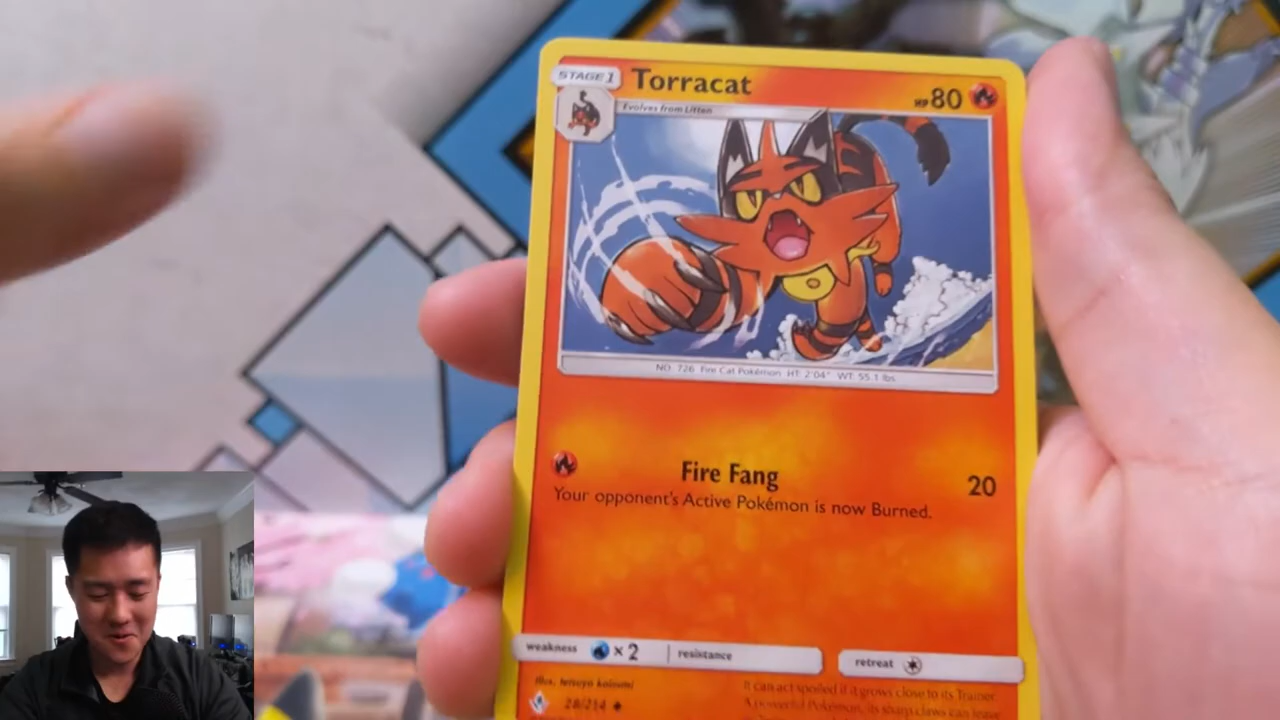 STAGE 1 Torracat HP 80
Evolves from Litten
NO. 726 Fire Cat Pokémon HT: 2'04" WT: 55.1 lbs
Fire Fang 20
Your opponent's Active Pokémon is now Burned.
weakness × 2 resistance retreat
illus. tetsuya koizumi
28/214
It can act spoiled if it grows close to its Trainer.
A powerful Pokémon, its sharp claws can leave